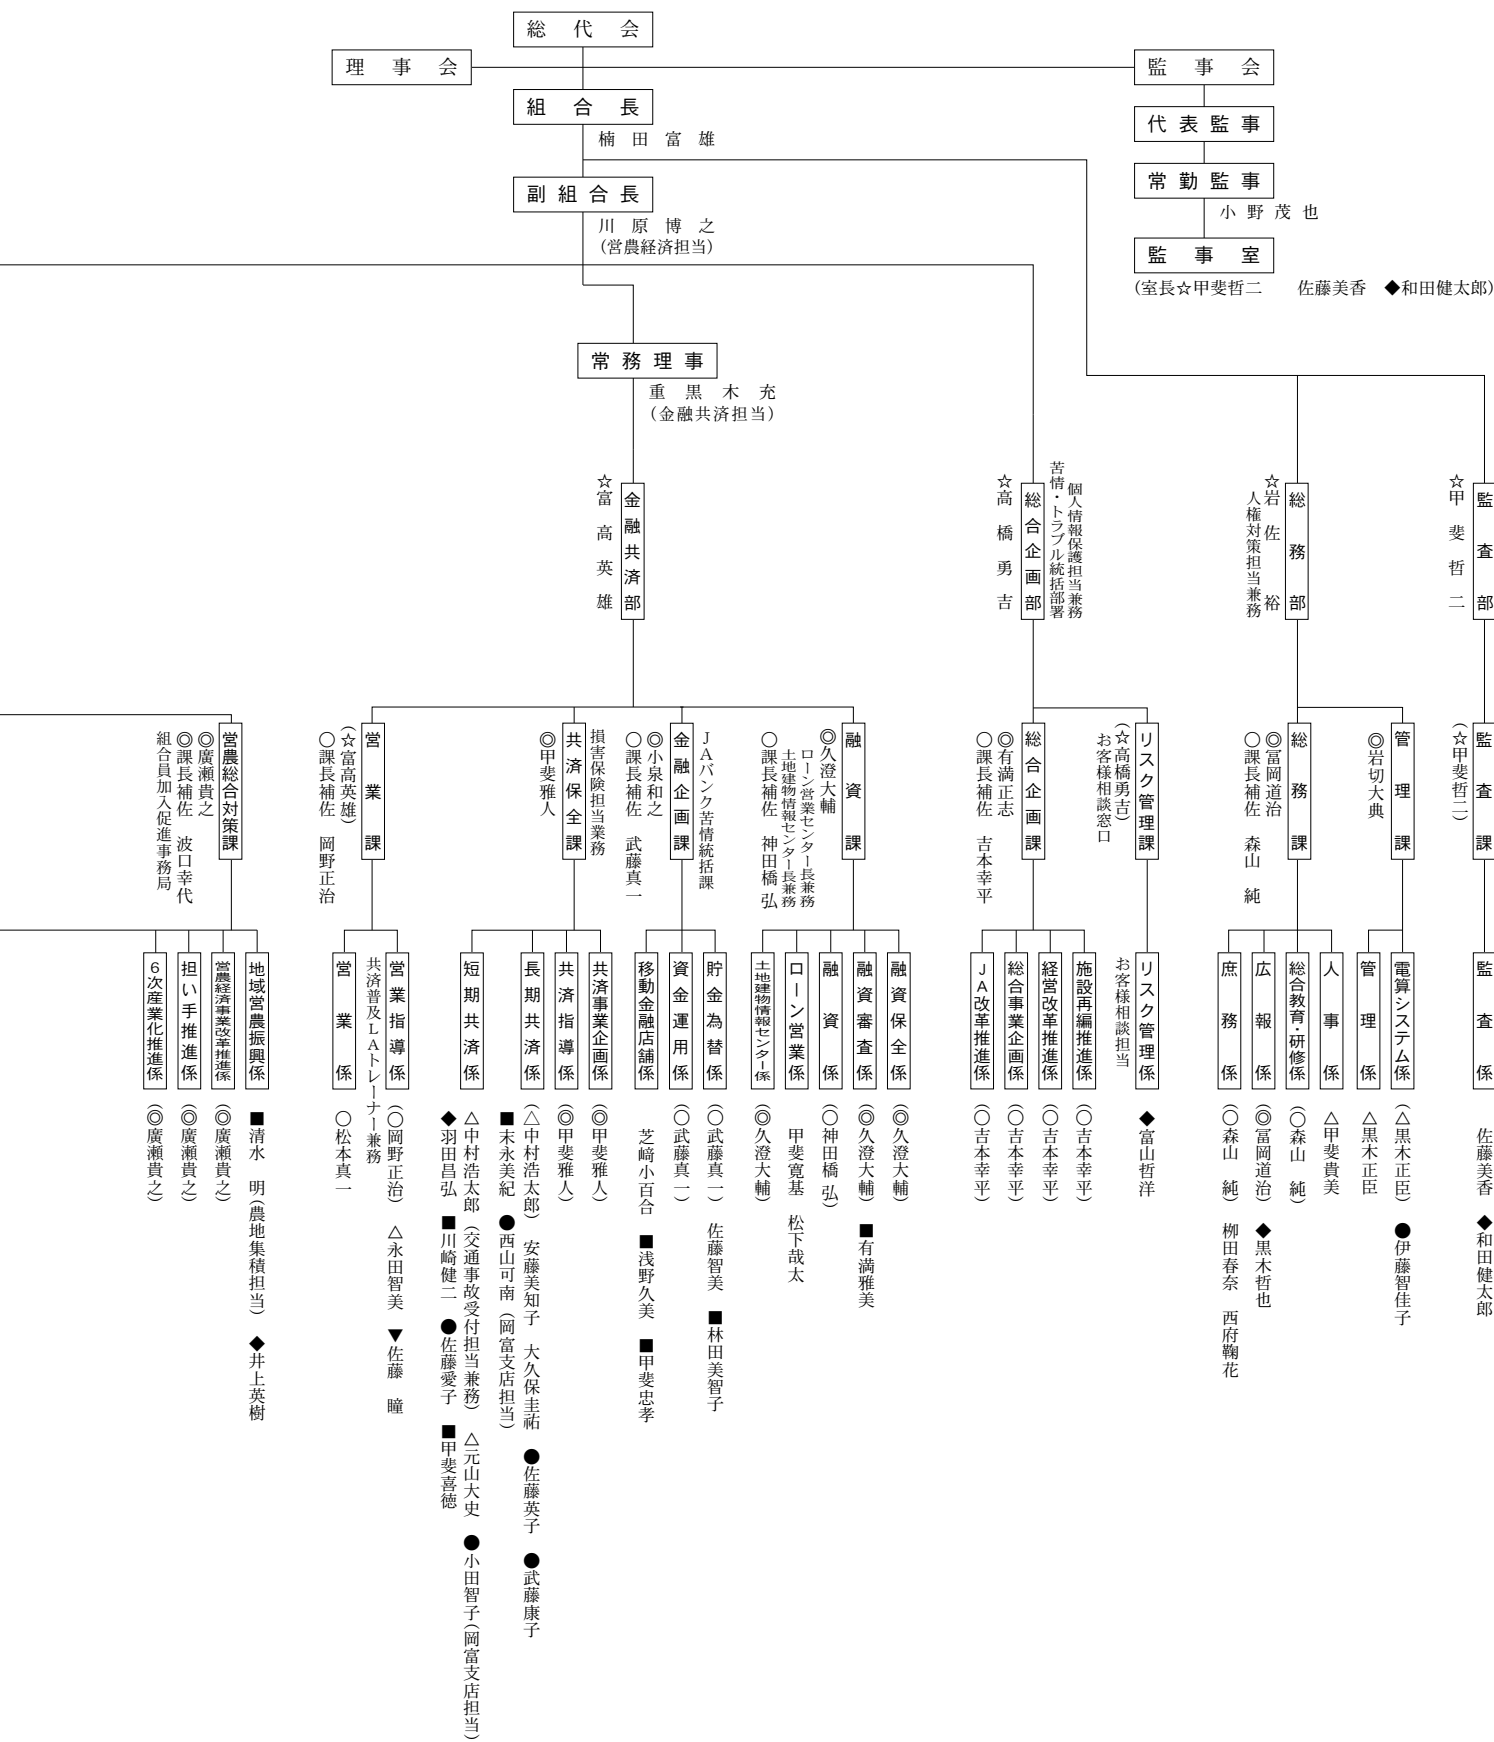 総代会
理事会
監事会
組合長
楠田富雄
代表監事
副組合長
川原博之
(営農経済担当)
常勤監事
小野茂也
監事室
(室長☆甲斐哲二　佐藤美香　◆和田健太郎)
常務理事
重黒木充
(金融共済担当)
監査部
☆甲斐哲二
総務部
☆岩佐裕
人権対策担当兼務
個人情報保護担当兼務
苦情・トラブル統括部署
総合企画部
☆高橋勇吉
金融共済部
☆富高英雄
監査課
(☆甲斐哲二)
管理課
◎岩切大典
総務課
◎冨岡道治
○課長補佐　森山　純
リスク管理課
(☆高橋勇吉)
お客様相談窓口
総合企画課
◎有満正志
○課長補佐　吉本幸平
融資課
◎久澄大輔
ローン営業センター長兼務
土地建物情報センター長兼務
○課長補佐　神田橋　弘
JAバンク苦情統括課
金融企画課
◎小泉和之
○課長補佐　武藤真一
損害保険担当業務
共済保全課
◎甲斐雅人
営業課
(☆富高英雄)
○課長補佐　岡野正治
営農総合対策課
◎廣瀬貴之
◎課長補佐　波口幸代
組合員加入促進事務局
監査係
佐藤美香　◆和田健太郎
電算システム係
(△黒木正臣)　●伊藤智佳子
管理係
△黒木正臣
人事係
△甲斐貴美
総合教育・研修係
(○森山　純)
広報係
(◎冨岡道治)　◆黒木哲也
庶務係
(○森山　純)　栁田春奈　西府鞠花
リスク管理係
お客様相談担当
◆富山哲洋
施設再編推進係
(○吉本幸平)
経営改革推進係
(○吉本幸平)
総合事業企画係
(○吉本幸平)
JA改革推進係
(○吉本幸平)
融資保全係
(◎久澄大輔)
融資審査係
(◎久澄大輔)　■有満雅美
融資係
(○神田橋　弘)
ローン営業係
甲斐寛基　松下哉太
土地建物情報センター係
(◎久澄大輔)
貯金為替係
(○武藤真一)　佐藤智美　■林田美智子
資金運用係
(○武藤真一)
移動金融店舗係
芝﨑小百合　■浅野久美　■甲斐忠孝
共済事業企画係
(◎甲斐雅人)
共済指導係
(◎甲斐雅人)
長期共済係
(△中村浩太郎)　安藤美知子　大久保圭祐　●佐藤英子　●武藤康子
■末永美紀　●西山可南(岡富支店担当)
短期共済係
△中村浩太郎(交通事故受付担当兼務)　△元山大史　●小田智子(岡富支店担当)
◆羽田昌弘　■川崎健二　●佐藤愛子　■甲斐喜徳
営業指導係
(○岡野正治)　△永田智美　▼佐藤　瞳
共済普及LAトレーナー兼務
営業係
○松本真一
地域営農振興係
■清水　明(農地集積担当)　◆井上英樹
営農経済事業改革推進係
(◎廣瀬貴之)
担い手推進係
(◎廣瀬貴之)
6次産業化推進係
(◎廣瀬貴之)